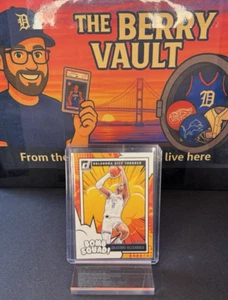 THE BERRY
VAULT
From the
live here
OKLAHOMA CITY THUNDER
BOMB
SQUAD